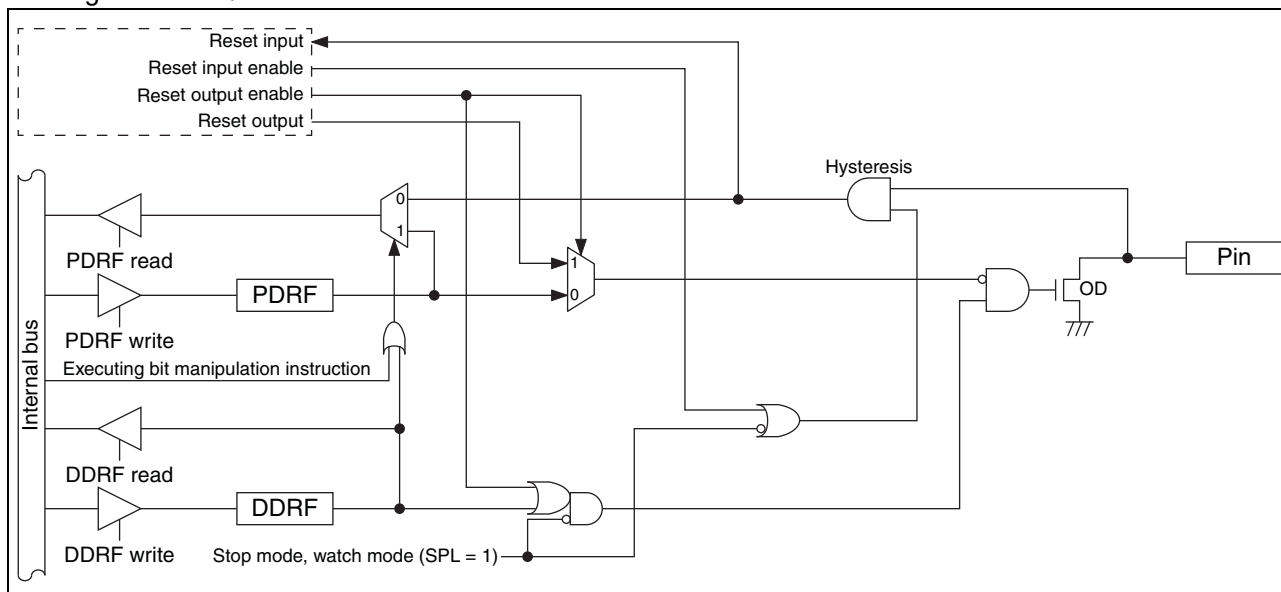 Reset input
Reset input enable
Reset output enable
Reset output
Hysteresis
0
1
PDRF read
1
Pin
PDRF
0
OD
PDRF write
Executing bit manipulation instruction
Internal bus
DDRF read
DDRF
DDRF write
Stop mode, watch mode (SPL = 1)